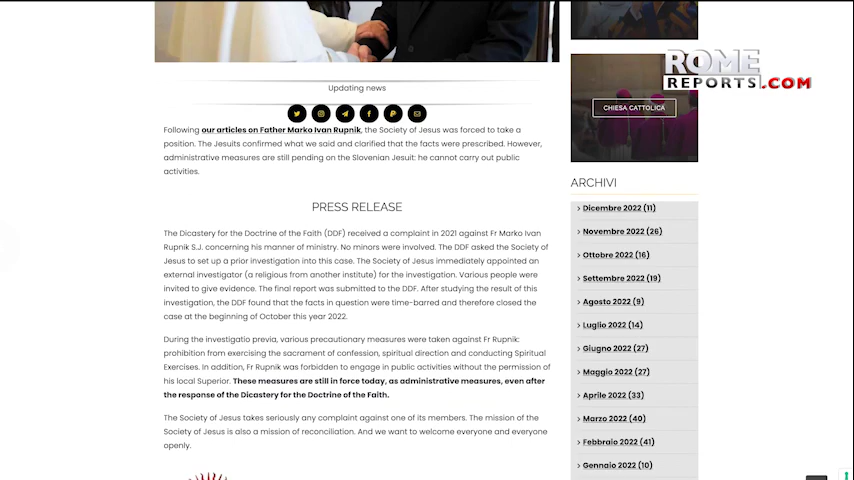 ROME
REPORTS.COM
CHIESA CATTOLICA
Updating news
Following our articles on Father Marko Ivan Rupnik, the Society of Jesus was forced to take a
position. The Jesuits confirmed what we said and clarified that the facts were prescribed. However,
administrative measures are still pending on the Slovenian Jesuit: he cannot carry out public
activities.
PRESS RELEASE
The Dicastery for the Doctrine of the Faith (DDF) received a complaint in 2021 against Fr Marko Ivan
Rupnik S.J. concerning his manner of ministry. No minors were involved. The DDF asked the Society of
Jesus to set up a prior investigation into this case. The Society of Jesus immediately appointed an
external investigator (a religious from another institute) for the investigation. Various people were
invited to give evidence. The final report was submitted to the DDF. After studying the result of this
investigation, the DDF found that the facts in question were time-barred and therefore closed the
case at the beginning of October this year 2022.
During the investigatio previa, various precautionary measures were taken against Fr Rupnik:
prohibition from exercising the sacrament of confession, spiritual direction and conducting Spiritual
Exercises. In addition, Fr Rupnik was forbidden to engage in public activities without the permission of
his local Superior. These measures are still in force today, as administrative measures, even after
the response of the Dicastery for the Doctrine of the Faith.
The Society of Jesus takes seriously any complaint against one of its members. The mission of the
Society of Jesus is also a mission of reconciliation. And we want to welcome everyone and everyone
openly.
ARCHIVI
Dicembre 2022 (11)
Novembre 2022 (26)
Ottobre 2022 (16)
Settembre 2022 (19)
Agosto 2022 (9)
Luglio 2022 (14)
Giugno 2022 (27)
Maggio 2022 (27)
Aprile 2022 (33)
Marzo 2022 (40)
Febbraio 2022 (41)
Gennaio 2022 (10)